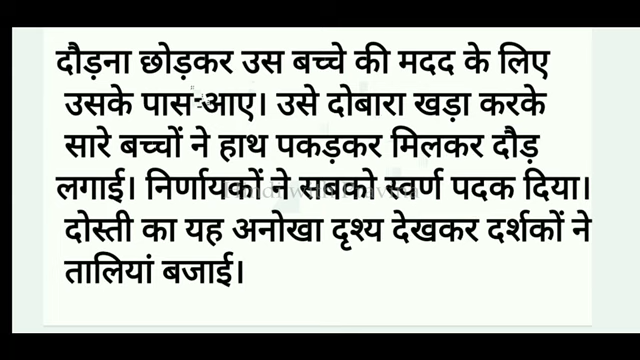 दौड़ना छोड़कर उस बच्चे की मदद के लिए
उसके पास आए। उसे दोबारा खड़ा करके
सारे बच्चों ने हाथ पकड़कर मिलकर दौड़
लगाई। निर्णायकों ने सबको स्वर्ण पदक दिया।
दोस्ती का यह अनोखा दृश्य देखकर दर्शकों ने
तालियां बजाई।